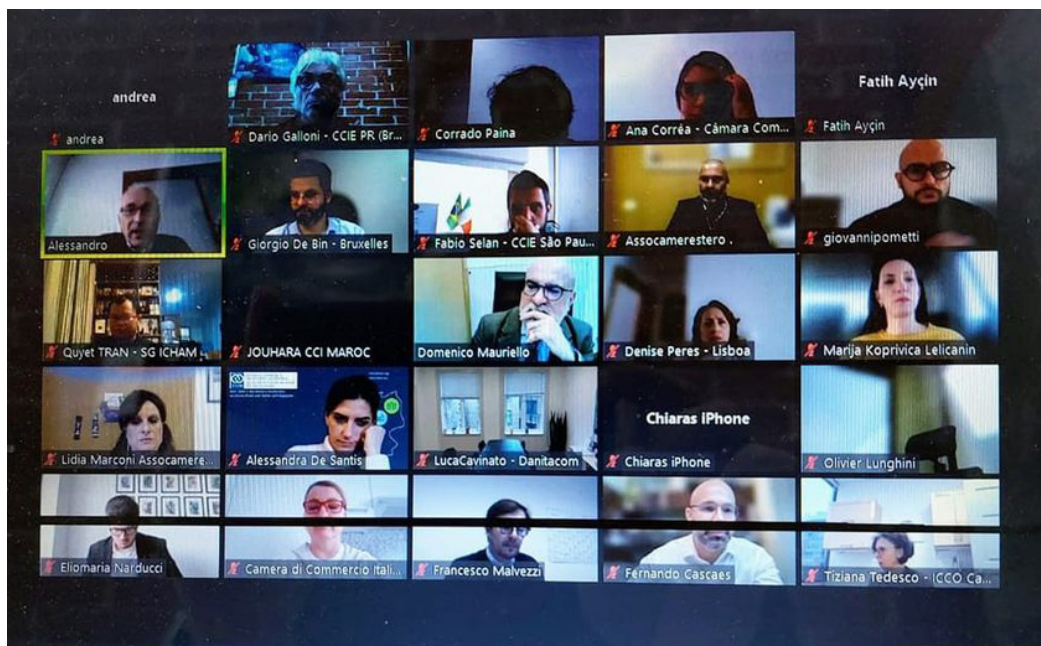 andrea
andrea
Dario Galloni - CCIE PR (Br...
Corrado Paina
Ana Corrêa - Câmara Com...
Fatih Ayçin
Fatih Ayçin
Alessandro
Giorgio De Bin - Bruxelles
Fabio Selan - CCIE São Pau...
Assocamerestero .
giovannipometti
Quyet TRAN - SG ICHAM
JOUHARA CCI MAROC
Domenico Mauriello
Denise Peres - Lisboa
Marija Koprivica Lelicanin
Lidia Marconi Assocamere...
Alessandra De Santis
LucaCavinato - Danitacom
Chiaras iPhone
Chiaras iPhone
Olivier Lunghini
Eliomaria Narducci
Camera di Commercio Itali...
Francesco Malvezzi
Fernando Cascaes
Tiziana Tedesco - ICCO Ca...